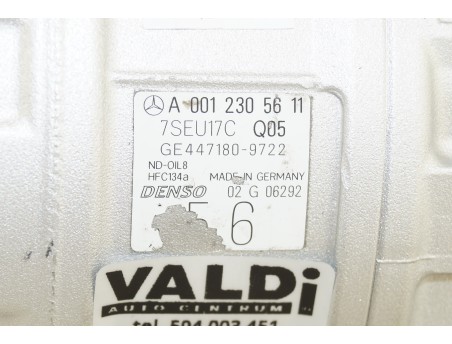 A 001 230 56 11
7SEU17C Q05
GE447180-9722
ND-OIL8
HFC134a MADE IN GERMANY
DENSO 02 G 06292
6
VALDi
AUTO CENTRUM